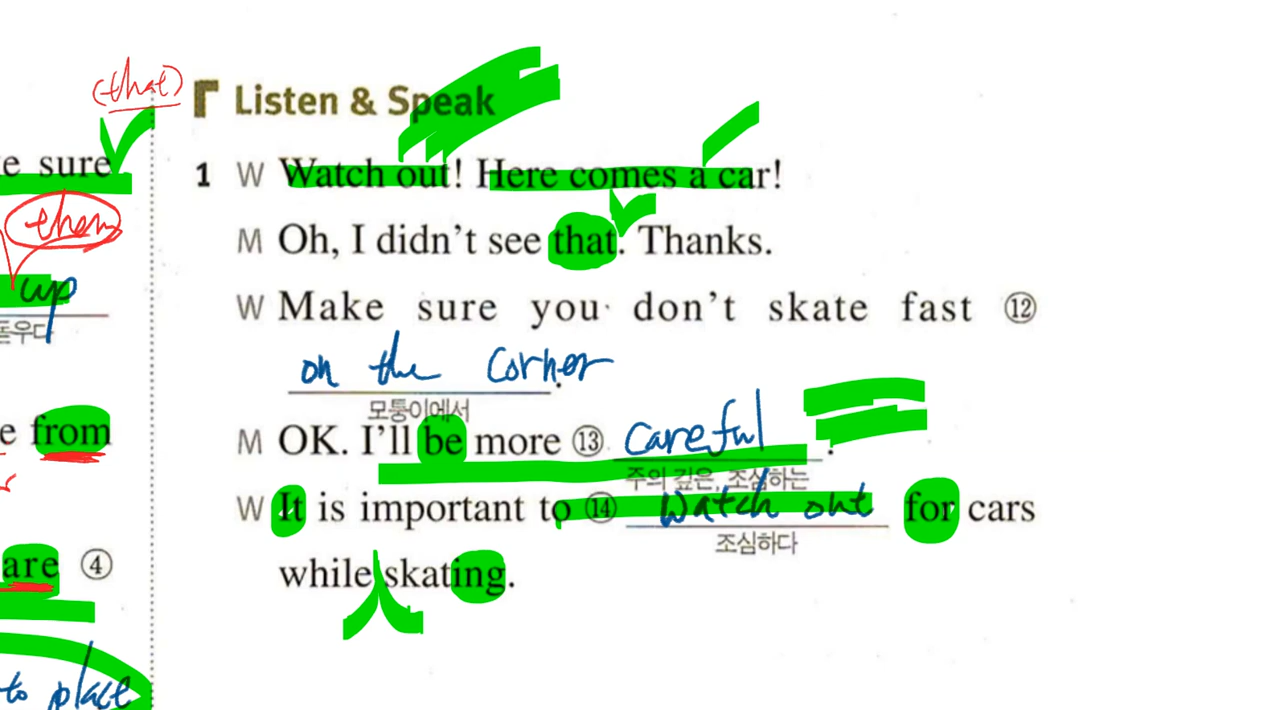 (that)
e sure
them
up
돋우다
e from
are ④
to place
Listen & Speak
1 W Watch out! Here comes a car!
M Oh, I didn't see that. Thanks.
W Make sure you don't skate fast ⑫
on the corner.
모퉁이에서
M OK. I'll be more ⑬ careful.
주의 깊은, 조심하는
W It is important to ⑭ watch out for cars
조심하다
while skating.